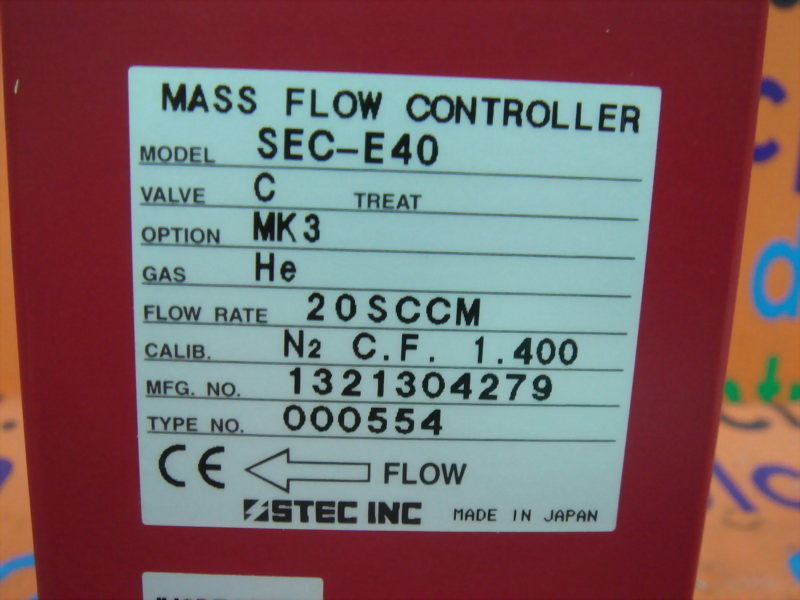 MASS FLOW CONTROLLER
MODEL SEC-E40
VALVE C TREAT
OPTION MK3
GAS He
FLOW RATE 20SCCM
CALIB. N2 C.F. 1.400
MFG. NO. 1321304279
TYPE NO. 000554
CE FLOW
STEC INC MADE IN JAPAN